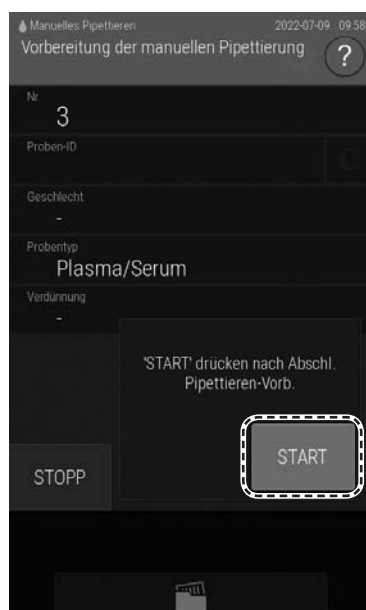 Manuelles Pipettieren
2022-07-09 09:58
Vorbereitung der manuellen Pipettierung
?
Nr
3
Proben-ID
C
Geschlecht
-
Probentyp
Plasma/Serum
Verdünnung
-
'START' drücken nach Abschl.
Pipettieren-Vorb.
START
STOPP